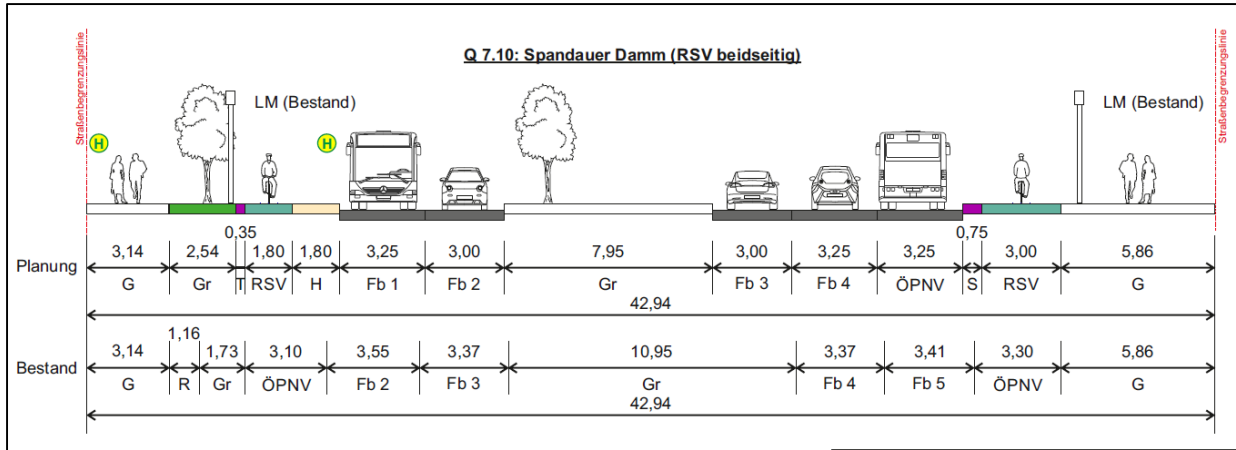 Q 7.10: Spandauer Damm (RSV beidseitig)
Straßenbegrenzungslinie
LM (Bestand)
LM (Bestand)
Straßenbegrenzungslinie
H
H
0,35
0,75
Planung
3,14 2,54 1,80 1,80 3,25 3,00 7,95 3,00 3,25 3,25 3,00 5,86
G Gr T RSV H Fb 1 Fb 2 Gr Fb 3 Fb 4 ÖPNV S RSV G
42,94
1,16
Bestand
3,14 1,73 3,10 3,55 3,37 10,95 3,37 3,41 3,30 5,86
G R Gr ÖPNV Fb 2 Fb 3 Gr Fb 4 Fb 5 ÖPNV G
42,94